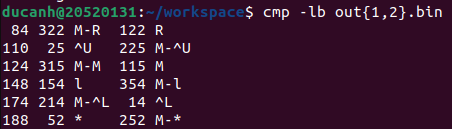 ducanh@20520131:~/workspace$ cmp -lb out{1,2}.bin
 84 322 M-R  122 R
110  25 ^U   225 M-^U
124 315 M-M  115 M
148 154 l    354 M-l
174 214 M-^L  14 ^L
188  52 *    252 M-*